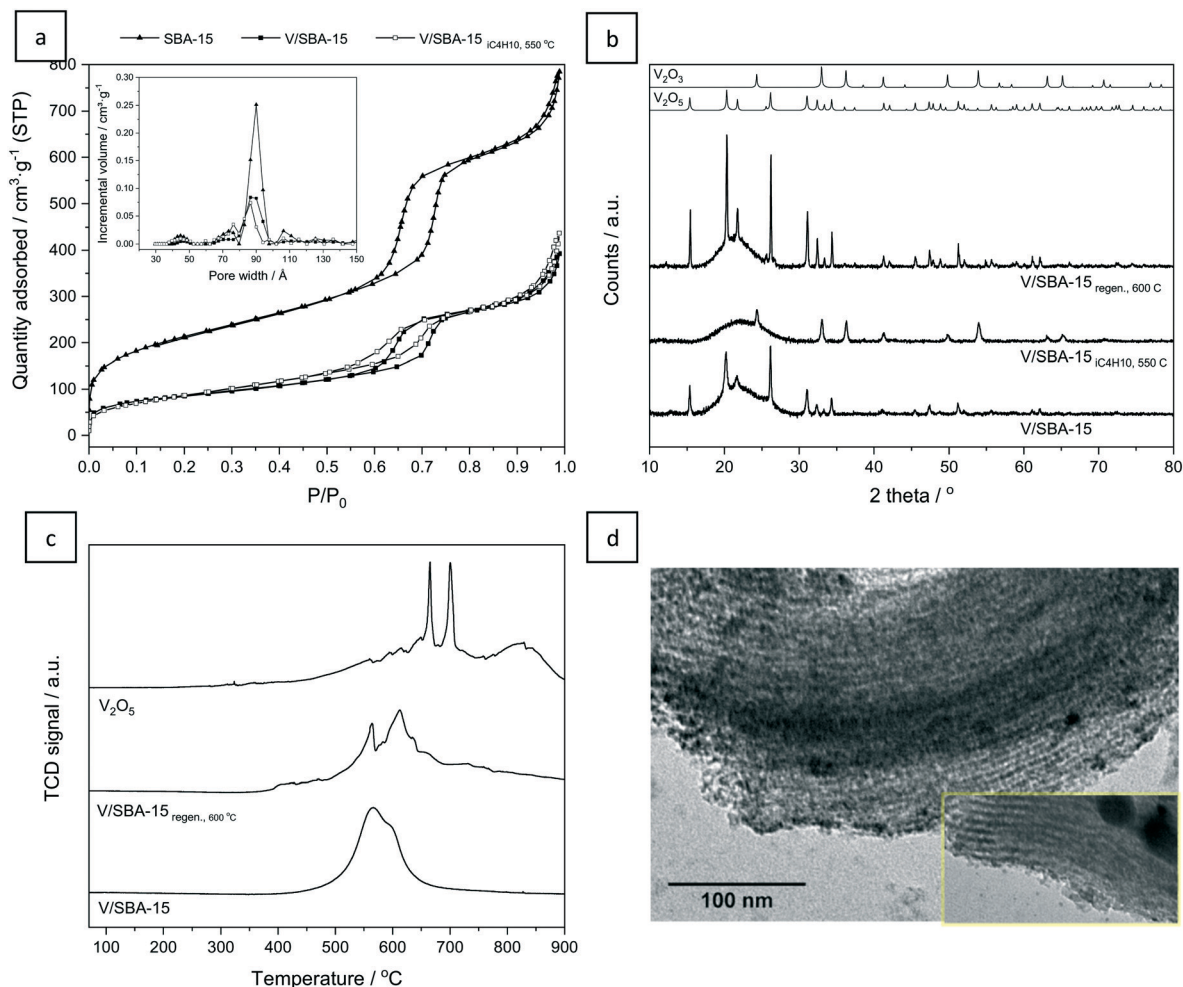 a
SBA-15 V/SBA-15 V/SBA-15 iC4H10, 550 °C
Quantity adsorbed / cm³·g⁻¹ (STP)
800
700
600
500
400
300
200
100
0
0.0 0.1 0.2 0.3 0.4 0.5 0.6 0.7 0.8 0.9 1.0
P/P₀
Incremental volume / cm³·g⁻¹
0.30
0.25
0.20
0.15
0.10
0.05
0.00
10 30 50 70 90 110 130 150
Pore width / Å
b
V₂O₃
V₂O₅
Counts / a.u.
V/SBA-15 regen., 600 C
V/SBA-15 iC4H10, 550 C
V/SBA-15
10 20 30 40 50 60 70 80
2 theta / °
c
TCD signal / a.u.
V₂O₅
V/SBA-15 regen., 600 °C
V/SBA-15
100 200 300 400 500 600 700 800 900
Temperature / °C
d
100 nm